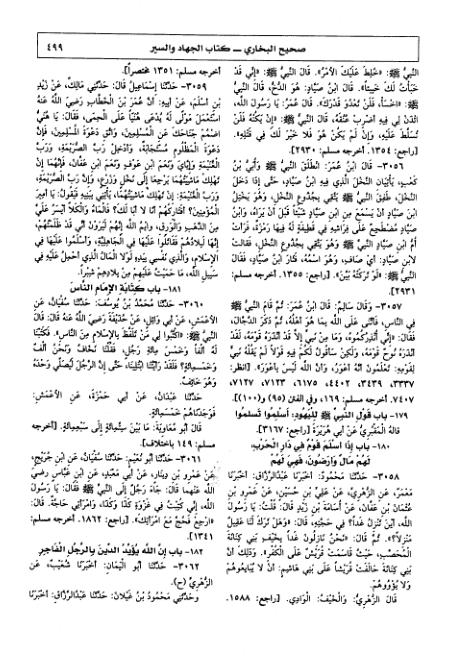 صحيح البخاري ــ كتاب الجهاد والسير
٤٩٩
النَّبِيُّ ﷺ: «خُلِطَ عَلَيْكَ الأَمْرُ». قَالَ النَّبِيُّ ﷺ: «إِنِّي قَدْ
خَبَأْتُ لَكَ خَبِيئًا». قَالَ ابْنُ صَيَّادٍ: هُوَ الدُّخُّ، قَالَ النَّبِيُّ
ﷺ: «اخْسَأْ، فَلَنْ تَعْدُوَ قَدْرَكَ». قَالَ عُمَرُ: يَا رَسُولَ اللَّهِ،
ائْذَنْ لِي فِيهِ أَضْرِبْ عُنُقَهُ، قَالَ النَّبِيُّ ﷺ: «إِنْ يَكُنْهُ فَلَنْ
تُسَلَّطَ عَلَيْهِ، وَإِنْ لَمْ يَكُنْ هُوَ فَلَا خَيْرَ لَكَ فِي قَتْلِهِ».
[راجع: ١٣٥٤. أخرجه مسلم: ٢٩٣٠].
٣٠٥٦- قَالَ ابْنُ عُمَرَ: انْطَلَقَ النَّبِيُّ ﷺ وَأُبَيُّ بْنُ
كَعْبٍ، يَأْتِيَانِ النَّخْلَ الَّذِي فِيهِ ابْنُ صَيَّادٍ، حَتَّى إِذَا دَخَلَ
النَّخْلَ، طَفِقَ النَّبِيُّ ﷺ يَتَّقِي بِجُذُوعِ النَّخْلِ، وَهُوَ يَخْتِلُ
ابْنَ صَيَّادٍ أَنْ يَسْمَعَ مِنِ ابْنِ صَيَّادٍ شَيْئًا قَبْلَ أَنْ يَرَاهُ، وَابْنُ
صَيَّادٍ مُضْطَجِعٌ عَلَى فِرَاشِهِ فِي قَطِيفَةٍ لَهُ فِيهَا رَمْزَةٌ، فَرَأَتْ
أُمُّ ابْنِ صَيَّادٍ النَّبِيَّ ﷺ وَهُوَ يَتَّقِي بِجُذُوعِ النَّخْلِ، فَقَالَتْ
لِابْنِ صَيَّادٍ: أَيْ صَافِ، وَهُوَ اسْمُهُ، فَثَارَ ابْنُ صَيَّادٍ، فَقَالَ
النَّبِيُّ ﷺ: «لَوْ تَرَكَتْهُ بَيَّنَ». [راجع: ١٣٥٥. أخرجه مسلم:
٢٩٣١].
٣٠٥٧- وَقَالَ سَالِمٌ: قَالَ ابْنُ عُمَرَ: ثُمَّ قَامَ النَّبِيُّ ﷺ
فِي النَّاسِ، فَأَثْنَى عَلَى اللَّهِ بِمَا هُوَ أَهْلُهُ، ثُمَّ ذَكَرَ الدَّجَّالَ،
فَقَالَ: «إِنِّي أُنْذِرُكُمُوهُ، وَمَا مِنْ نَبِيٍّ إِلَّا قَدْ أَنْذَرَهُ قَوْمَهُ، لَقَدْ
أَنْذَرَهُ نُوحٌ قَوْمَهُ، وَلَكِنْ سَأَقُولُ لَكُمْ فِيهِ قَوْلًا لَمْ يَقُلْهُ نَبِيٌّ
لِقَوْمِهِ: تَعْلَمُونَ أَنَّهُ أَعْوَرُ، وَأَنَّ اللَّهَ لَيْسَ بِأَعْوَرَ». [انظر:
٣٣٣٧، ٣٤٣٩، ٤٤٠٢، ٦١٧٥، ٧١٢٣، ٧١٢٧،
٧٤٠٧. أخرجه مسلم: ١٦٩، وفي الفتن (٩٥) و(١٠٠)].
١٧٩- باب قَوْلِ النَّبِيِّ ﷺ لِلْيَهُودِ: أَسْلِمُوا تَسْلَمُوا
قَالَهُ الْمَقْبُرِيُّ عَنْ أَبِي هُرَيْرَةَ [راجع: ٣١٦٧]
١٨٠- باب إِذَا أَسْلَمَ قَوْمٌ فِي دَارِ الْحَرْبِ،
لَهُمْ مَالٌ وَأَرَضُونَ، فَهِيَ لَهُمْ
٣٠٥٨- حَدَّثَنَا مَحْمُودٌ: أَخْبَرَنَا عَبْدُالرَّزَّاقِ: أَخْبَرَنَا
مَعْمَرٌ، عَنِ الزُّهْرِيِّ، عَنْ عَلِيِّ بْنِ حُسَيْنٍ، عَنْ عَمْرِو بْنِ
عُثْمَانَ بْنِ عَفَّانَ، عَنْ أُسَامَةَ بْنِ زَيْدٍ قَالَ: قُلْتُ: يَا رَسُولَ
اللَّهِ، أَيْنَ تَنْزِلُ غَدًا؟ فِي حَجَّتِهِ، قَالَ: «وَهَلْ تَرَكَ لَنَا عَقِيلٌ
مَنْزِلًا؟». ثُمَّ قَالَ: «نَحْنُ نَازِلُونَ غَدًا بِخَيْفِ بَنِي كِنَانَةَ
الْمُحَصَّبِ، حَيْثُ قَاسَمَتْ قُرَيْشٌ عَلَى الْكُفْرِ». وَذَلِكَ أَنَّ
بَنِي كِنَانَةَ حَالَفَتْ قُرَيْشًا عَلَى بَنِي هَاشِمٍ: أَنْ لَا يُبَايِعُوهُمْ
وَلَا يُؤْوُوهُمْ.
قَالَ الزُّهْرِيُّ: وَالْخَيْفُ: الْوَادِي. [راجع: ١٥٨٨.
أخرجه مسلم: ١٣٥١ مختصراً].
٣٠٥٩- حَدَّثَنَا إِسْمَاعِيلُ قَالَ: حَدَّثَنِي مَالِكٌ، عَنْ زَيْدِ
بْنِ أَسْلَمَ، عَنْ أَبِيهِ: أَنَّ عُمَرَ بْنَ الْخَطَّابِ رَضِيَ اللَّهُ عَنْهُ
اسْتَعْمَلَ مَوْلًى لَهُ يُدْعَى هُنَيًّا عَلَى الْحِمَى، فَقَالَ: يَا هُنَيُّ
اضْمُمْ جَنَاحَكَ عَنِ الْمُسْلِمِينَ، وَاتَّقِ دَعْوَةَ الْمُسْلِمِينَ، فَإِنَّ
دَعْوَةَ الْمَظْلُومِ مُسْتَجَابَةٌ، وَأَدْخِلْ رَبَّ الصُّرَيْمَةِ، وَرَبَّ
الْغُنَيْمَةِ وَإِيَّايَ وَنَعَمَ ابْنِ عَوْفٍ وَنَعَمَ ابْنِ عَفَّانَ، فَإِنَّهُمَا إِنْ
تَهْلِكْ مَاشِيَتُهُمَا يَرْجِعَا إِلَى نَخْلٍ وَزَرْعٍ، وَإِنَّ رَبَّ الصُّرَيْمَةِ،
وَرَبَّ الْغُنَيْمَةِ: إِنْ تَهْلِكْ مَاشِيَتُهُمَا، يَأْتِنِي بِبَنِيهِ فَيَقُولُ: يَا أَمِيرَ
الْمُؤْمِنِينَ؟ أَفَتَارِكُهُمْ أَنَا لَا أَبَا لَكَ؟ فَالْمَاءُ وَالْكَلَأُ أَيْسَرُ عَلَيَّ
مِنَ الذَّهَبِ وَالْوَرِقِ، وَايْمُ اللَّهِ إِنَّهُمْ لَيَرَوْنَ أَنِّي قَدْ ظَلَمْتُهُمْ،
إِنَّهَا لَبِلَادُهُمْ فَقَاتَلُوا عَلَيْهَا فِي الْجَاهِلِيَّةِ، وَأَسْلَمُوا عَلَيْهَا فِي
الْإِسْلَامِ، وَالَّذِي نَفْسِي بِيَدِهِ لَوْلَا الْمَالُ الَّذِي أَحْمِلُ عَلَيْهِ فِي
سَبِيلِ اللَّهِ، مَا حَمَيْتُ عَلَيْهِمْ مِنْ بِلَادِهِمْ شِبْرًا.
١٨١- باب كِتَابَةِ الإِمَامِ النَّاسَ
٣٠٦٠- حَدَّثَنَا مُحَمَّدُ بْنُ يُوسُفَ: حَدَّثَنَا سُفْيَانُ، عَنِ
الأَعْمَشِ، عَنْ أَبِي وَائِلٍ، عَنْ حُذَيْفَةَ رَضِيَ اللَّهُ عَنْهُ قَالَ: قَالَ
النَّبِيُّ ﷺ: «اكْتُبُوا لِي مَنْ تَلَفَّظَ بِالإِسْلَامِ مِنَ النَّاسِ». فَكَتَبْنَا
لَهُ أَلْفًا وَخَمْسَ مِائَةِ رَجُلٍ، فَقُلْنَا: نَخَافُ وَنَحْنُ أَلْفٌ
وَخَمْسُمِائَةٍ؟ فَلَقَدْ رَأَيْتُنَا ابْتُلِينَا، حَتَّى إِنَّ الرَّجُلَ لَيُصَلِّي وَحْدَهُ
وَهُوَ خَائِفٌ.
حَدَّثَنَا عَبْدَانُ، عَنْ أَبِي حَمْزَةَ، عَنِ الأَعْمَشِ:
فَوَجَدْنَاهُمْ خَمْسَمِائَةٍ.
قَالَ أَبُو مُعَاوِيَةَ: مَا بَيْنَ سِتِّمِائَةٍ إِلَى سَبْعِمِائَةٍ. [أخرجه
مسلم: ١٤٩ باختلاف].
٣٠٦١- حَدَّثَنَا أَبُو نُعَيْمٍ: حَدَّثَنَا سُفْيَانُ، عَنِ ابْنِ جُرَيْجٍ،
عَنْ عَمْرِو بْنِ دِينَارٍ، عَنْ أَبِي مَعْبَدٍ، عَنِ ابْنِ عَبَّاسٍ رَضِيَ
اللَّهُ عَنْهُمَا قَالَ: جَاءَ رَجُلٌ إِلَى النَّبِيِّ ﷺ فَقَالَ: يَا رَسُولَ
اللَّهِ، إِنِّي كُتِبْتُ فِي غَزْوَةِ كَذَا وَكَذَا، وَامْرَأَتِي حَاجَّةٌ. قَالَ:
«ارْجِعْ فَحُجَّ مَعَ امْرَأَتِكَ». [راجع: ١٨٦٢. أخرجه مسلم:
١٣٤١]
١٨٢- باب إِنَّ اللَّهَ يُؤَيِّدُ الدِّينَ بِالرَّجُلِ الْفَاجِرِ
٣٠٦٢- حَدَّثَنَا أَبُو الْيَمَانِ: أَخْبَرَنَا شُعَيْبٌ، عَنِ
الزُّهْرِيِّ (ح).
وَحَدَّثَنِي مَحْمُودُ بْنُ غَيْلَانَ: حَدَّثَنَا عَبْدُالرَّزَّاقِ: أَخْبَرَنَا